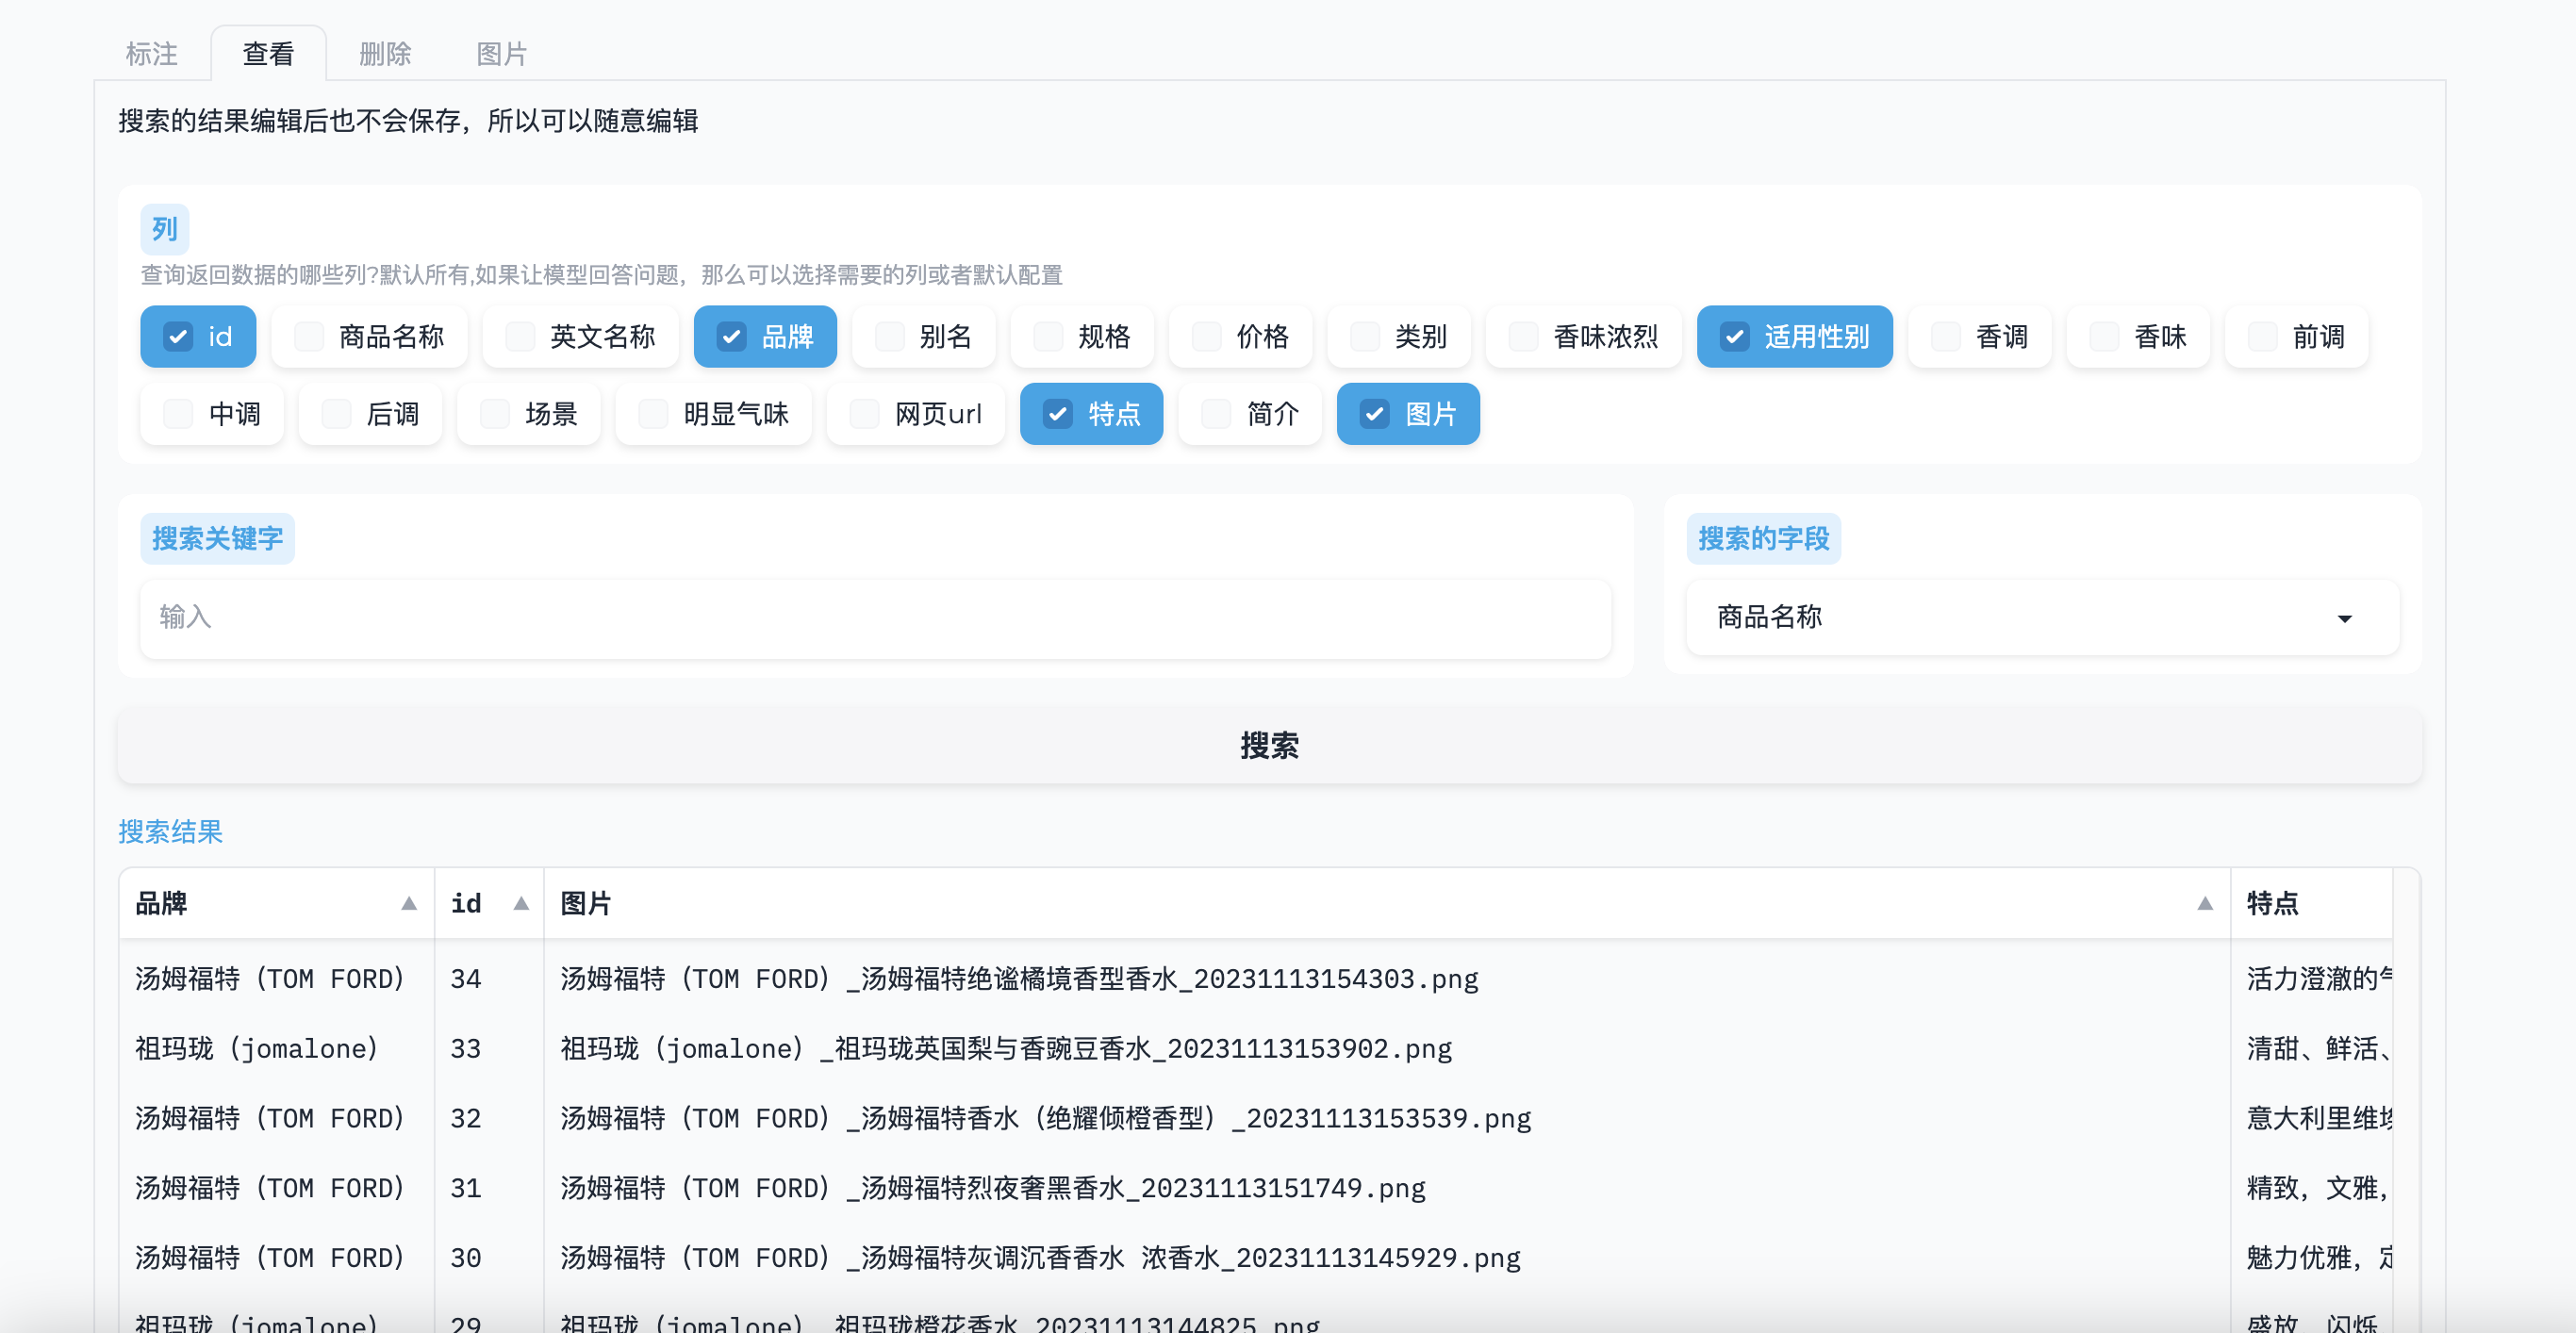 标注 查看 删除 图片
搜索的结果编辑后也不会保存，所以可以随意编辑
列
查询返回数据的哪些列?默认所有,如果让模型回答问题，那么可以选择需要的列或者默认配置
id 商品名称 英文名称 品牌 别名 规格 价格 类别 香味浓烈 适用性别 香调 香味 前调
中调 后调 场景 明显气味 网页url 特点 简介 图片
搜索关键字 搜索的字段
输入 商品名称
搜索
搜索结果
品牌 id 图片 特点
汤姆福特（TOM FORD） 34 汤姆福特（TOM FORD）_汤姆福特绝谧橘境香型香水_20231113154303.png 活力澄澈的
祖玛珑（jomalone） 33 祖玛珑（jomalone）_祖玛珑英国梨与香豌豆香水_20231113153902.png 清甜、鲜活、
汤姆福特（TOM FORD） 32 汤姆福特（TOM FORD）_汤姆福特香水（绝耀倾橙香型）_20231113153539.png 意大利里维
汤姆福特（TOM FORD） 31 汤姆福特（TOM FORD）_汤姆福特烈夜奢黑香水_20231113151749.png 精致，文雅，
汤姆福特（TOM FORD） 30 汤姆福特（TOM FORD）_汤姆福特灰调沉香香水 浓香水_20231113145929.png 魅力优雅，
祖玛珑（jomalone） 29 祖玛珑（jomalone）_祖玛珑橙花香水_20231113144825.png 盛放、闪烁